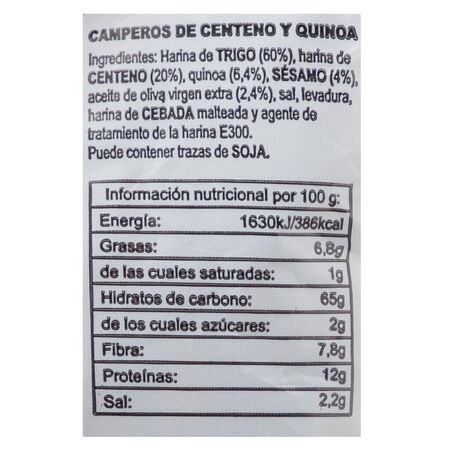 CAMPEROS DE CENTENO Y QUINOA
Ingredientes: Harina de TRIGO (60%), harina de
CENTENO (20%), quinoa (6,4%), SÉSAMO (4%),
aceite de oliva virgen extra (2,4%), sal, levadura,
harina de CEBADA malteada y agente de
tratamiento de la harina E300.
Puede contener trazas de SOJA.
Información nutricional por 100 g:
Energía: 1630kJ/386kcal
Grasas: 6,8g
de las cuales saturadas: 1g
Hidratos de carbono: 65g
de los cuales azúcares: 2g
Fibra: 7,8g
Proteínas: 12g
Sal: 2,2g